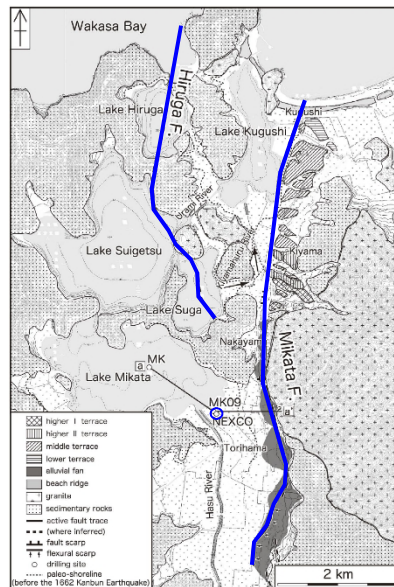 Wakasa Bay
Hiruga F.
Lake Hiruga
Kugushi
Lake Kugushi
Urami River
Lake Suigetsu
Kiyama
Lake Suga
Nakayama
Mikata F.
a
MK
Lake Mikata
MK09
NEXCO
a'
Torihama
Hasu River
higher I terrace
higher II terrace
middle terrace
lower terrace
alluvial fan
beach ridge
granite
sedimentary rocks
active fault trace
(where Inferred)
fault scarp
flexural scarp
drilling site
paleo-shoreline
(before the 1662 Kanbun Earthquake)
2 km